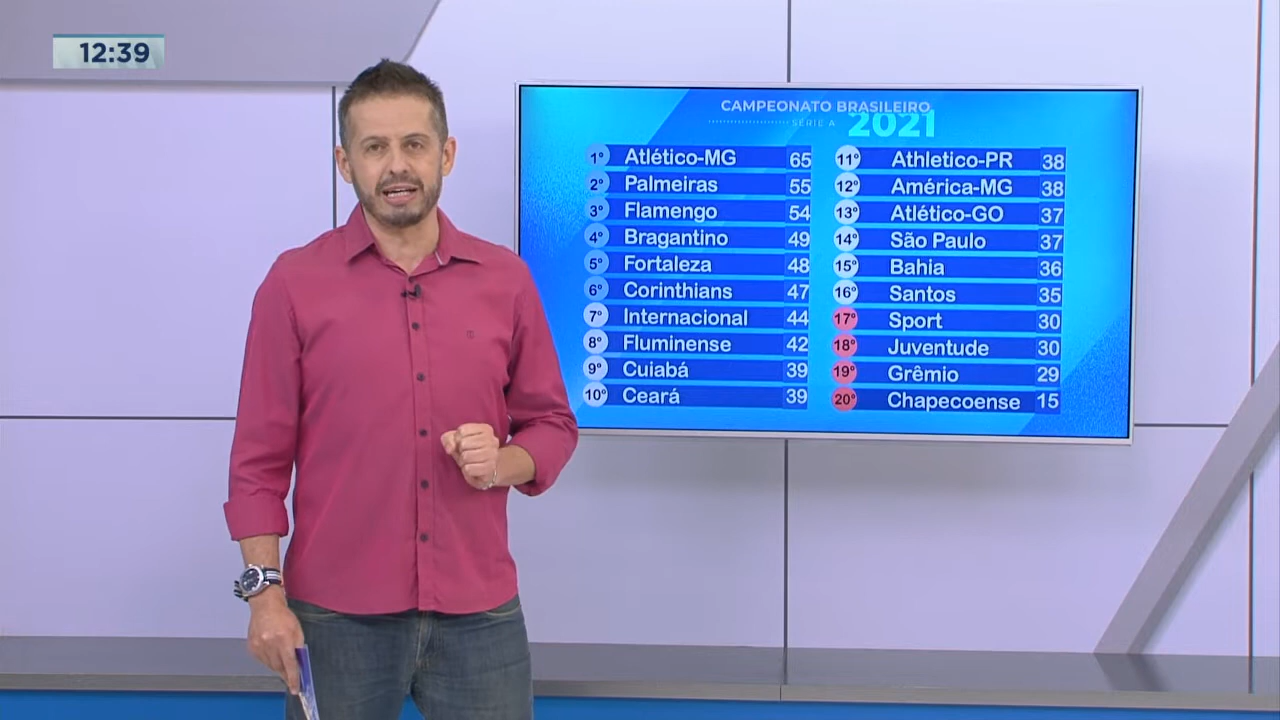 12:39
CAMPEONATO BRASILEIRO
SÉRIE A
2021
1º Atlético-MG 65
2º Palmeiras 55
3º Flamengo 54
4º Bragantino 49
5º Fortaleza 48
6º Corinthians 47
7º Internacional 44
8º Fluminense 42
9º Cuiabá 39
10º Ceará 39
11º Athletico-PR 38
12º América-MG 38
13º Atlético-GO 37
14º São Paulo 37
15º Bahia 36
16º Santos 35
17º Sport 30
18º Juventude 30
19º Grêmio 29
20º Chapecoense 15